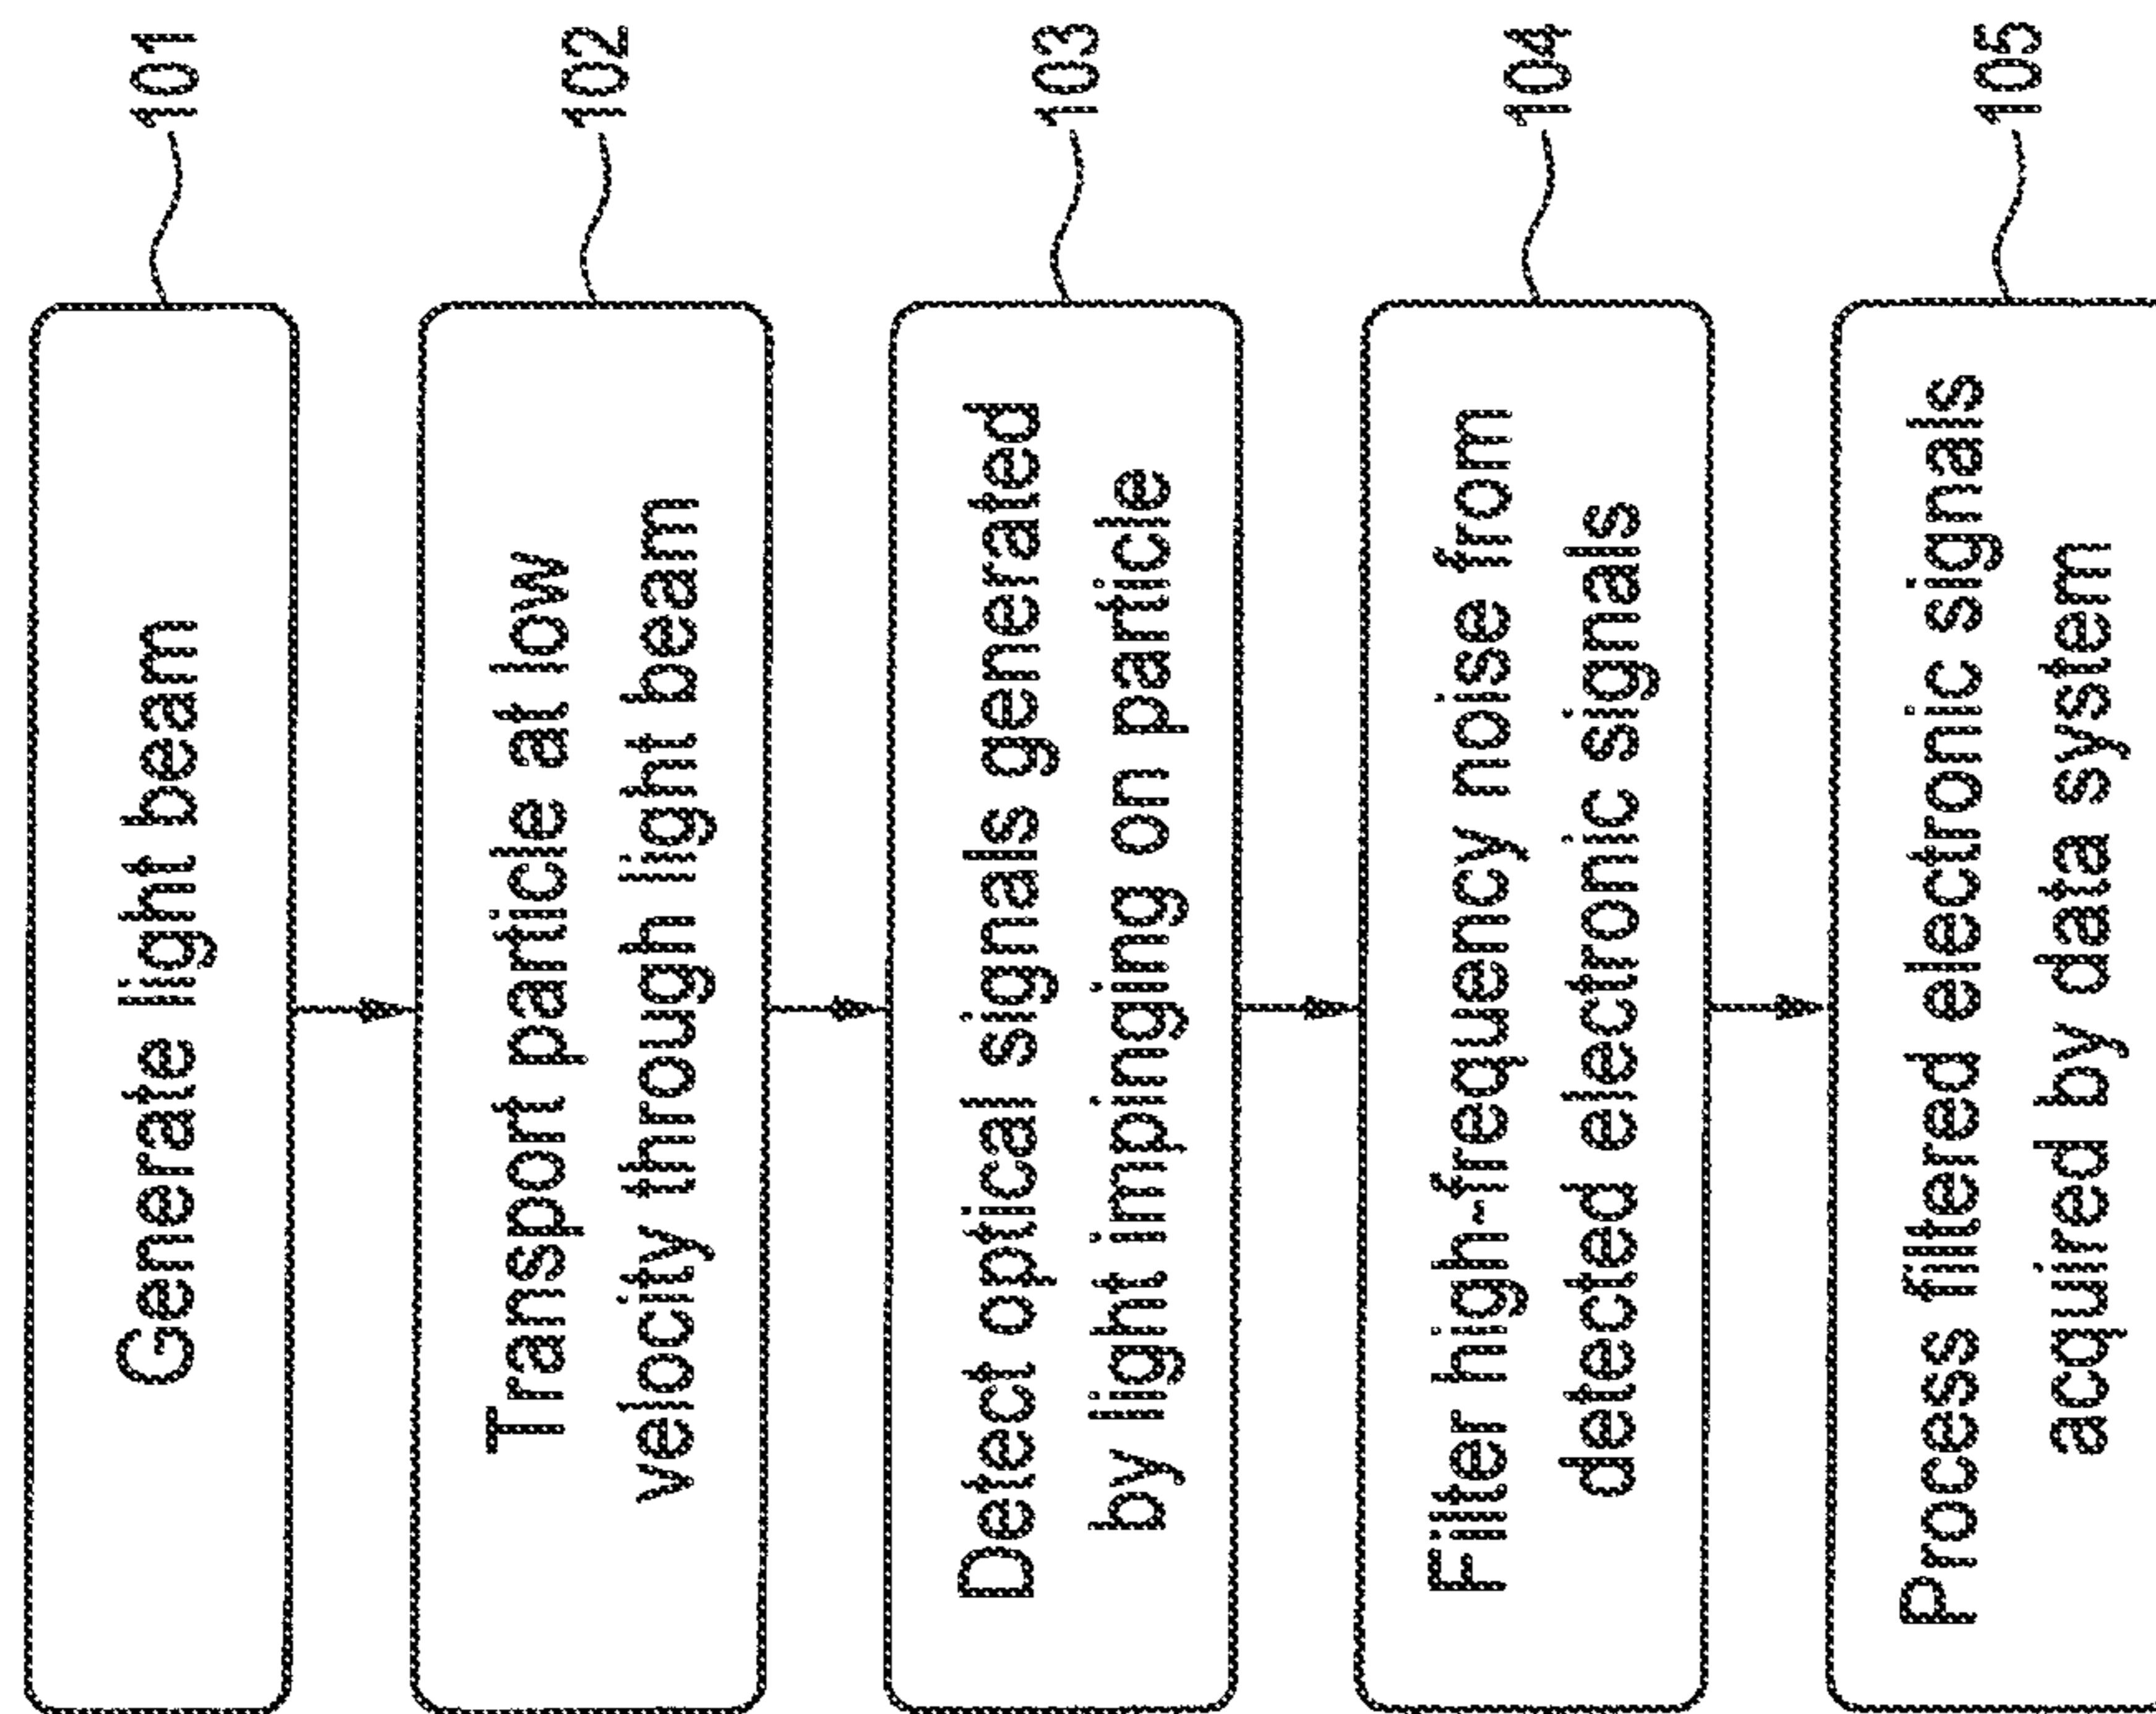 Generate light beam
101
Transport particle at low
velocity through light beam
102
Detect optical signals generated
by light impinging on particle
103
Filter high-frequency noise from
detected electronic signals
104
Process filtered electronic signals
acquired by data system
105